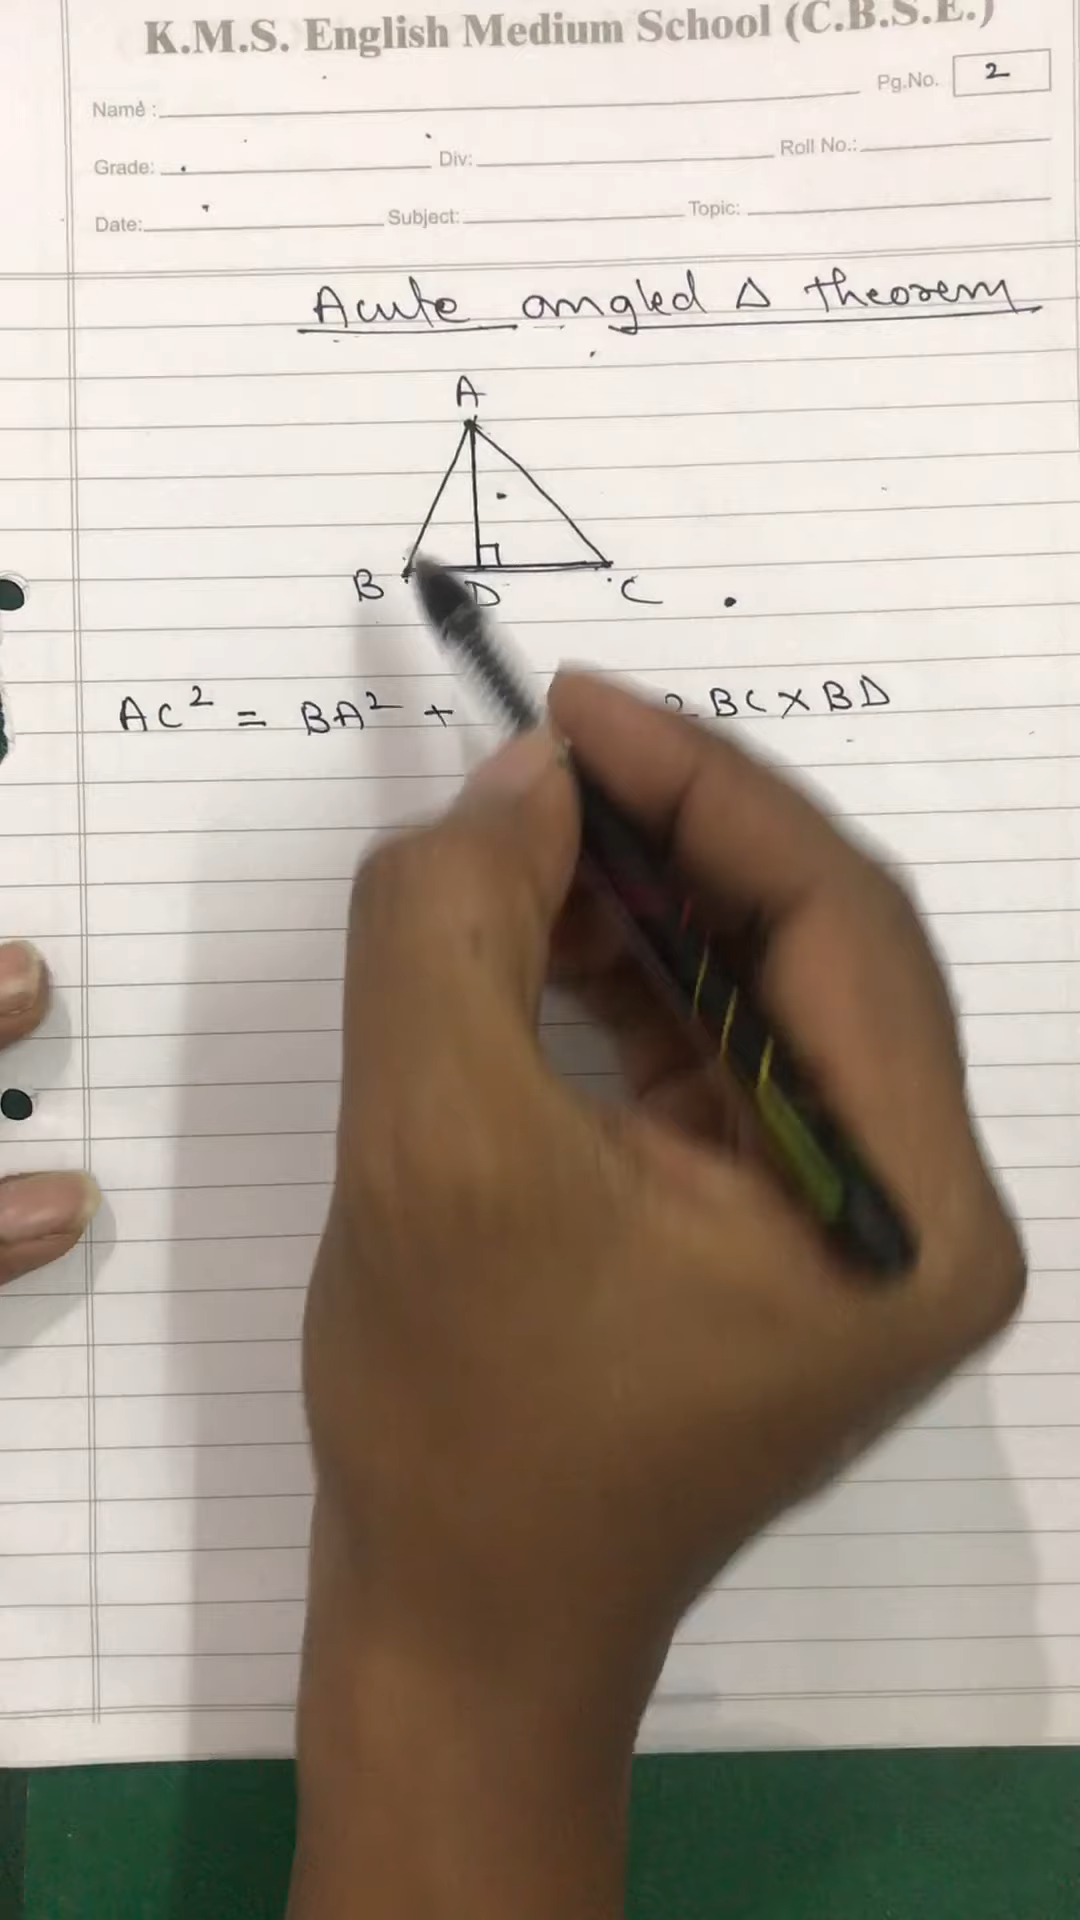 K.M.S. English Medium School (C.B.S.E.)
Pg.No. 2
Name :
Grade: Div: Roll No.:
Date: Subject: Topic:
Acute angled Δ theorem
A
B D C
AC² = BA² + 2 BC × BD